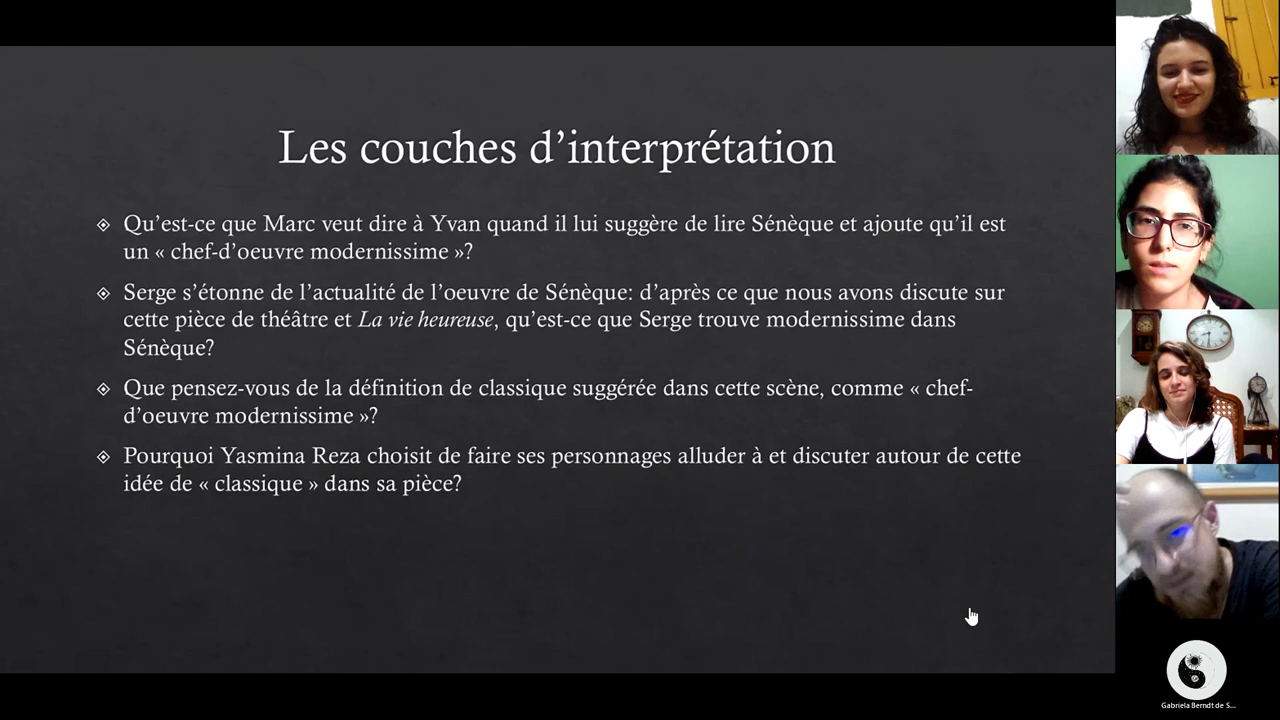 Les couches d’interprétation
Qu’est-ce que Marc veut dire à Yvan quand il lui suggère de lire Sénèque et ajoute qu’il est
un « chef-d’oeuvre modernissime »?
Serge s’étonne de l’actualité de l’oeuvre de Sénèque: d’après ce que nous avons discute sur
cette pièce de théâtre et La vie heureuse, qu’est-ce que Serge trouve modernissime dans
Sénèque?
Que pensez-vous de la définition de classique suggérée dans cette scène, comme « chef-
d’oeuvre modernissime »?
Pourquoi Yasmina Reza choisit de faire ses personnages alluder à et discuter autour de cette
idée de « classique » dans sa pièce?
Gabriela Berndt de S...